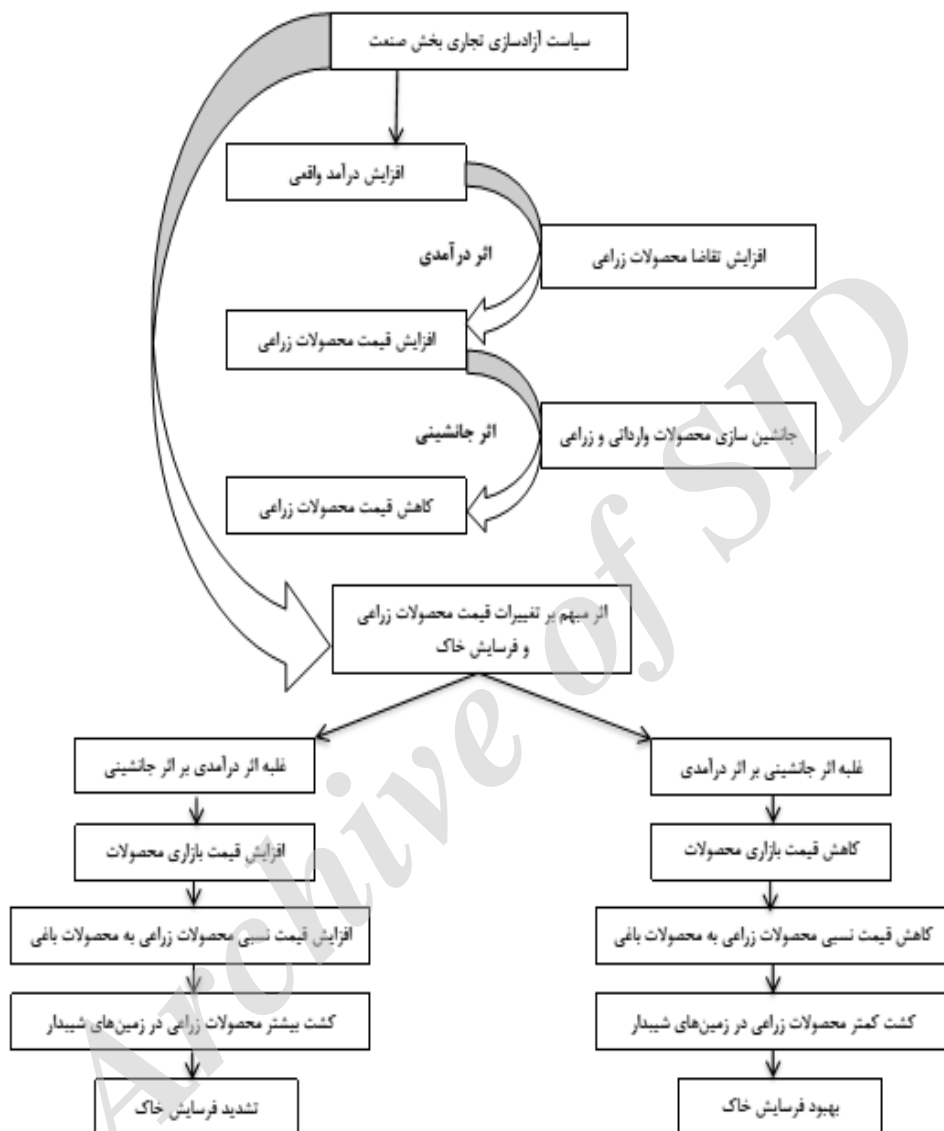 سیاست آزادسازی تجاری بخش صنعت
افزایش درآمد واقعی
اثر درآمدی
افزایش تقاضا محصولات زراعی
افزایش قیمت محصولات زراعی
اثر جانشینی
جانشین سازی محصولات وارداتی و زراعی
کاهش قیمت محصولات زراعی
اثر مبهم بر تغییرات قیمت محصولات زراعی
و فرسایش خاک
غلبه اثر درآمدی بر اثر جانشینی
افزایش قیمت بازاری محصولات
افزایش قیمت نسبی محصولات زراعی به محصولات باغی
کشت بیشتر محصولات زراعی در زمین‌های شیبدار
تشدید فرسایش خاک
غلبه اثر جانشینی بر اثر درآمدی
کاهش قیمت بازاری محصولات
کاهش قیمت نسبی محصولات زراعی به محصولات باغی
کشت کمتر محصولات زراعی در زمین‌های شیبدار
بهبود فرسایش خاک
Archive of SID